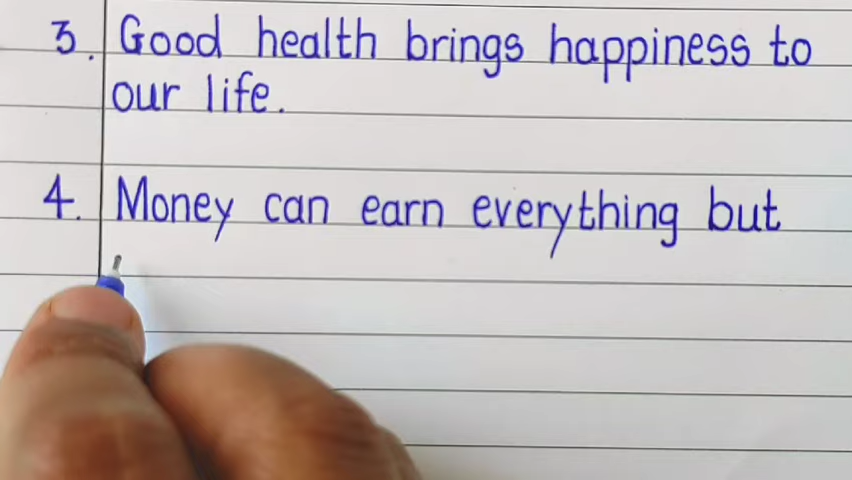 3. Good health brings happiness to
our life.
4. Money can earn everything but